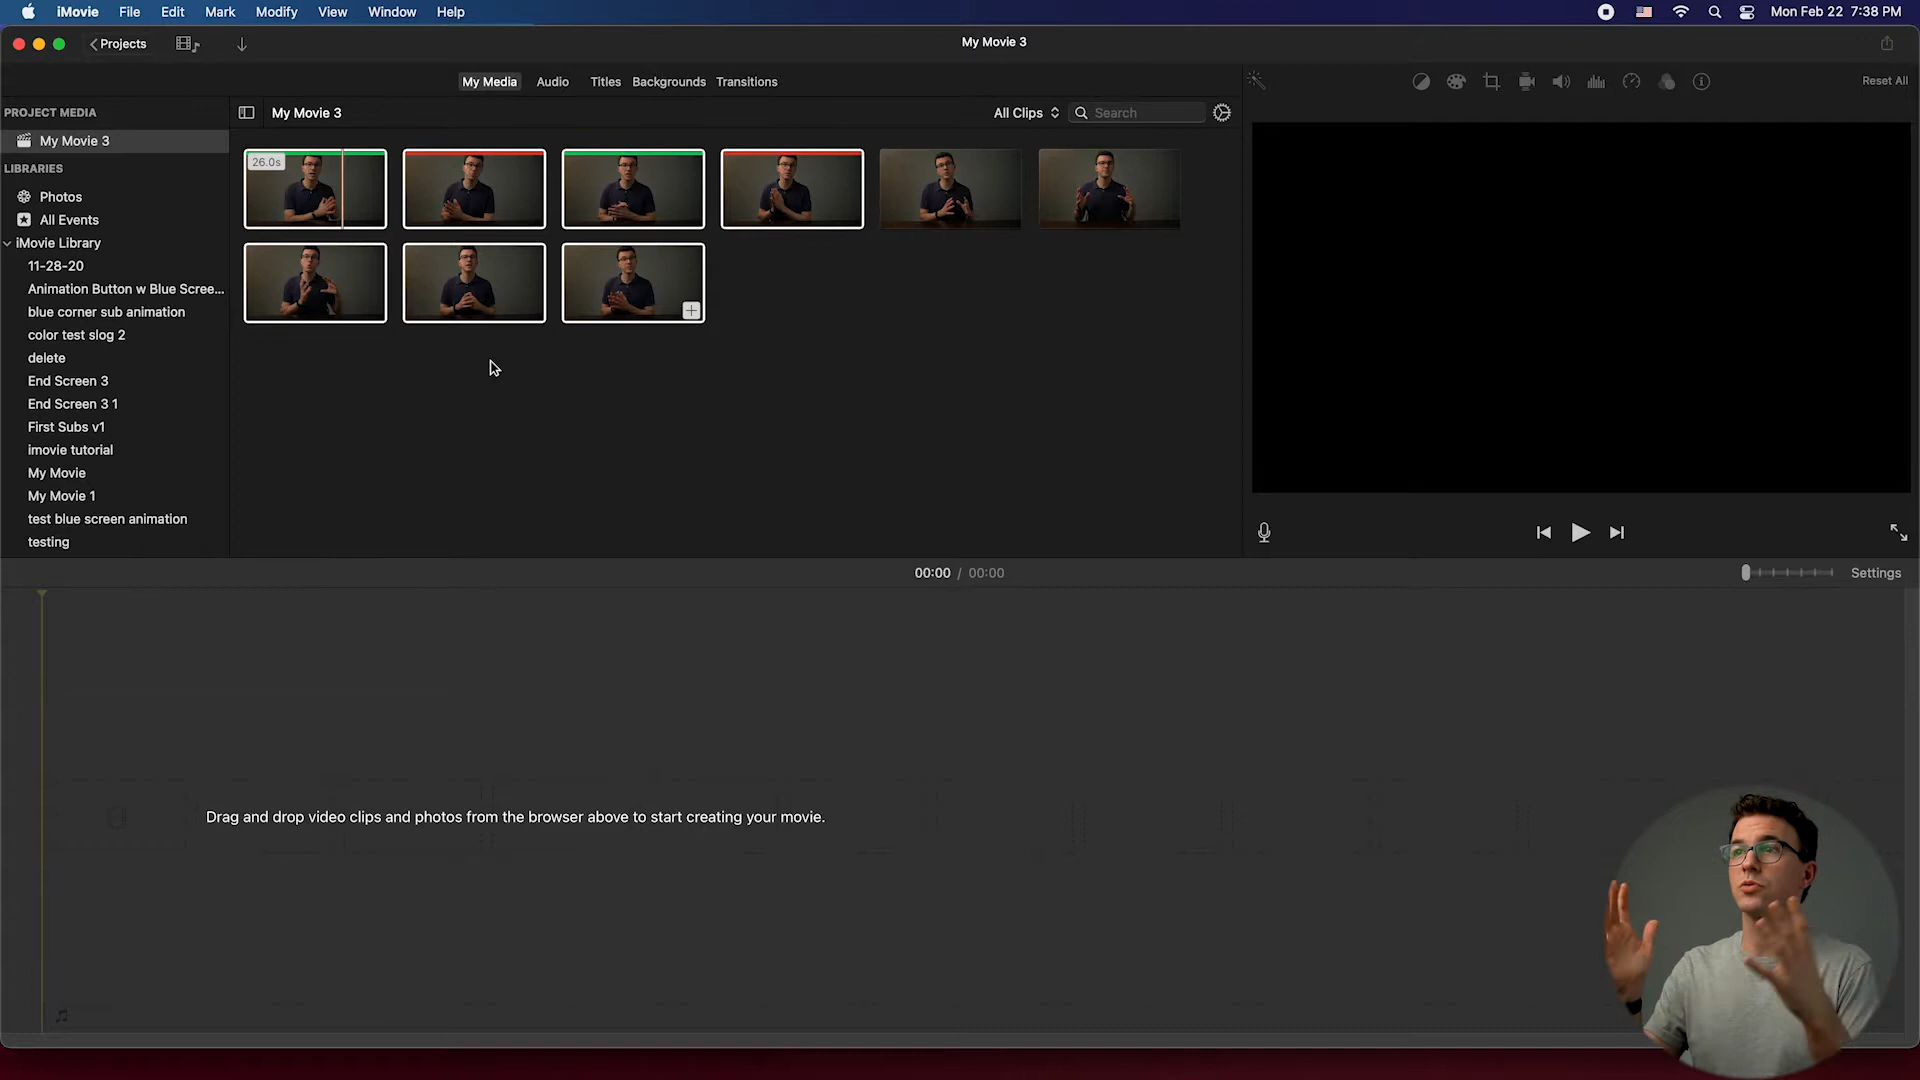 iMovie File Edit Mark Modify View Window Help Mon Feb 22 7:38 PM
Projects My Movie 3
My Media Audio Titles Backgrounds Transitions Reset All
PROJECT MEDIA
My Movie 3 All Clips Search
My Movie 3
LIBRARIES
26.0s
Photos
All Events
iMovie Library
11-28-20
Animation Button w Blue Scree...
blue corner sub animation
color test slog 2
delete
End Screen 3
End Screen 3 1
First Subs v1
imovie tutorial
My Movie
My Movie 1
test blue screen animation
testing
00:00 / 00:00 Settings
Drag and drop video clips and photos from the browser above to start creating your movie.